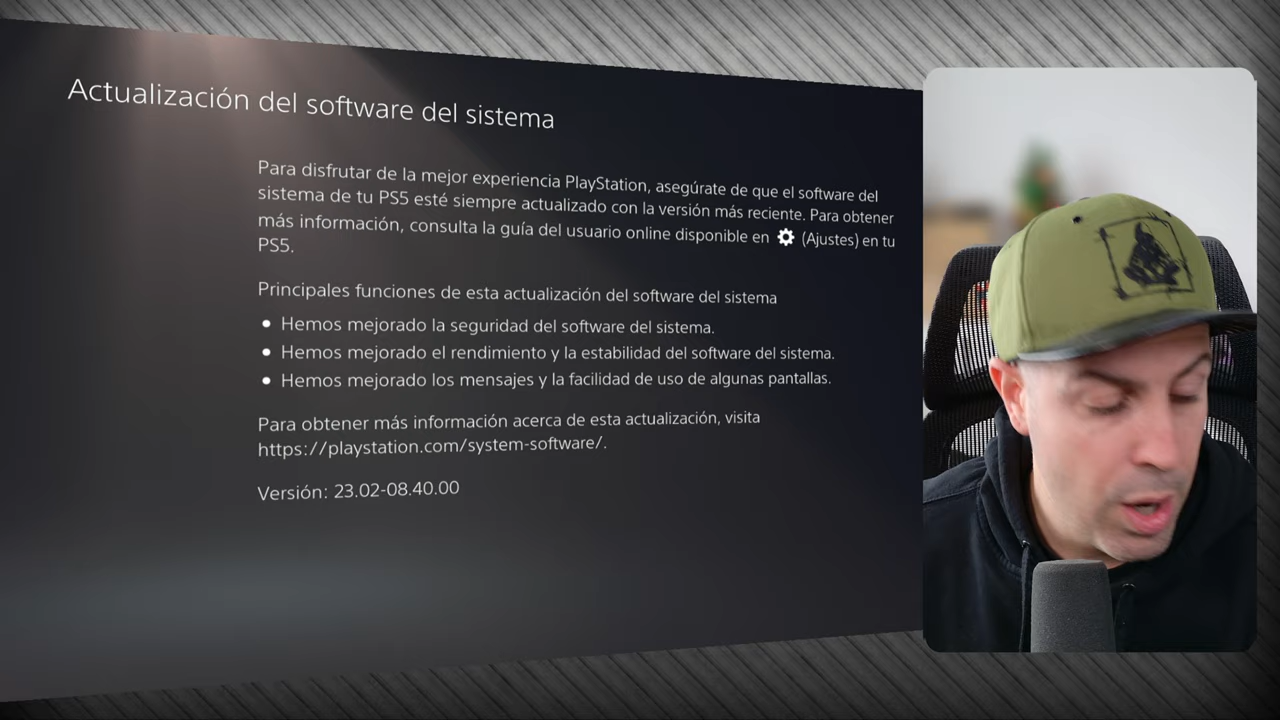 Actualización del software del sistema
Para disfrutar de la mejor experiencia PlayStation, asegúrate de que el software del
sistema de tu PS5 esté siempre actualizado con la versión más reciente. Para obtener
más información, consulta la guía del usuario online disponible en (Ajustes) en tu
PS5.
Principales funciones de esta actualización del software del sistema
• Hemos mejorado la seguridad del software del sistema.
• Hemos mejorado el rendimiento y la estabilidad del software del sistema.
• Hemos mejorado los mensajes y la facilidad de uso de algunas pantallas.
Para obtener más información acerca de esta actualización, visita
https://playstation.com/system-software/.
Versión: 23.02-08.40.00